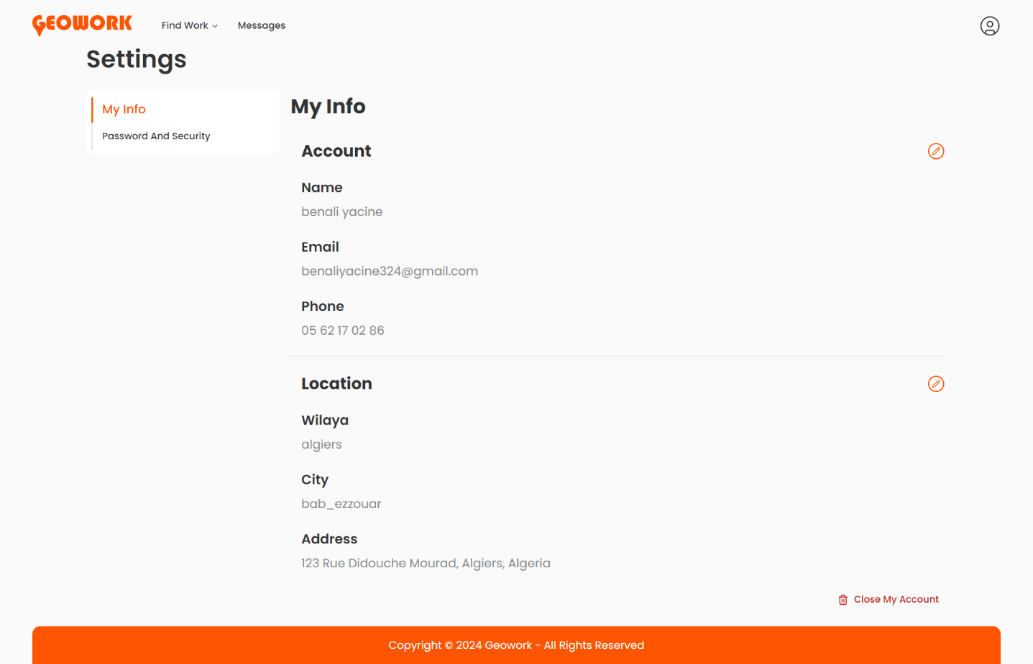 GEOWORK
Find Work
Messages
Settings
My Info
Password And Security
My Info
Account
Name
benali yacine
Email
benaliyacine324@gmail.com
Phone
05 62 17 02 86
Location
Wilaya
algiers
City
bab_ezzouar
Address
123 Rue Didouche Mourad, Algiers, Algeria
Close My Account
Copyright © 2024 Geowork - All Rights Reserved